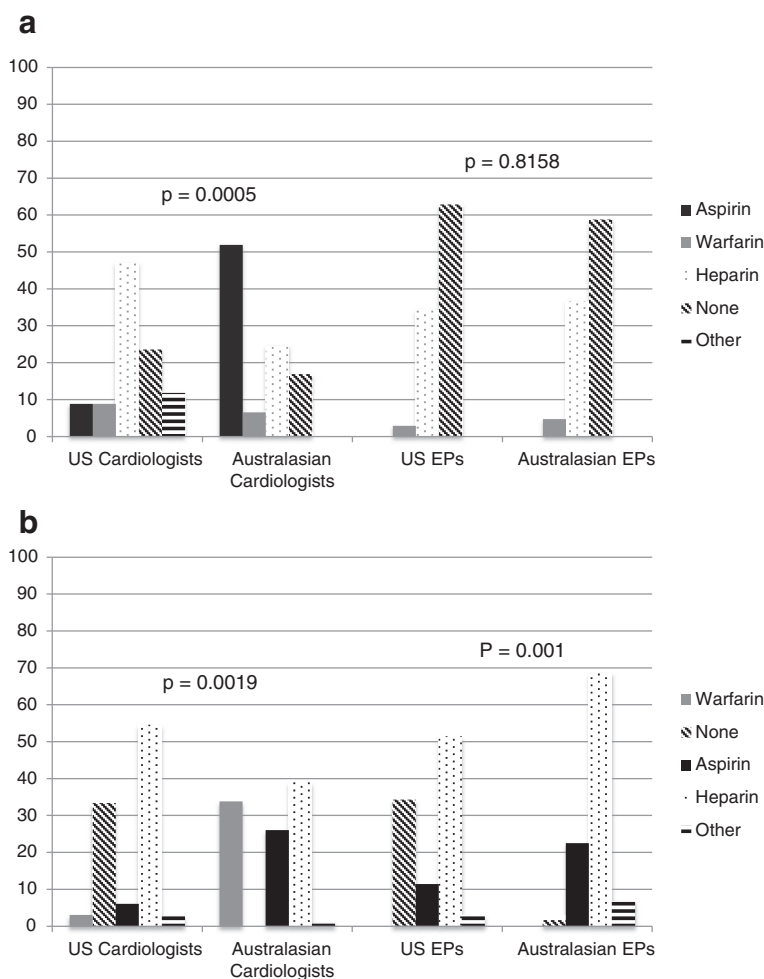 a
100
90
80
70
60
50
40
30
20
10
0
p = 0.0005
p = 0.8158
US Cardiologists
Australasian
Cardiologists
US EPs
Australasian EPs
Aspirin
Warfarin
Heparin
None
Other
b
100
90
80
70
60
50
40
30
20
10
0
p = 0.0019
P = 0.001
US Cardiologists
Australasian
Cardiologists
US EPs
Australasian EPs
Warfarin
None
Aspirin
Heparin
Other